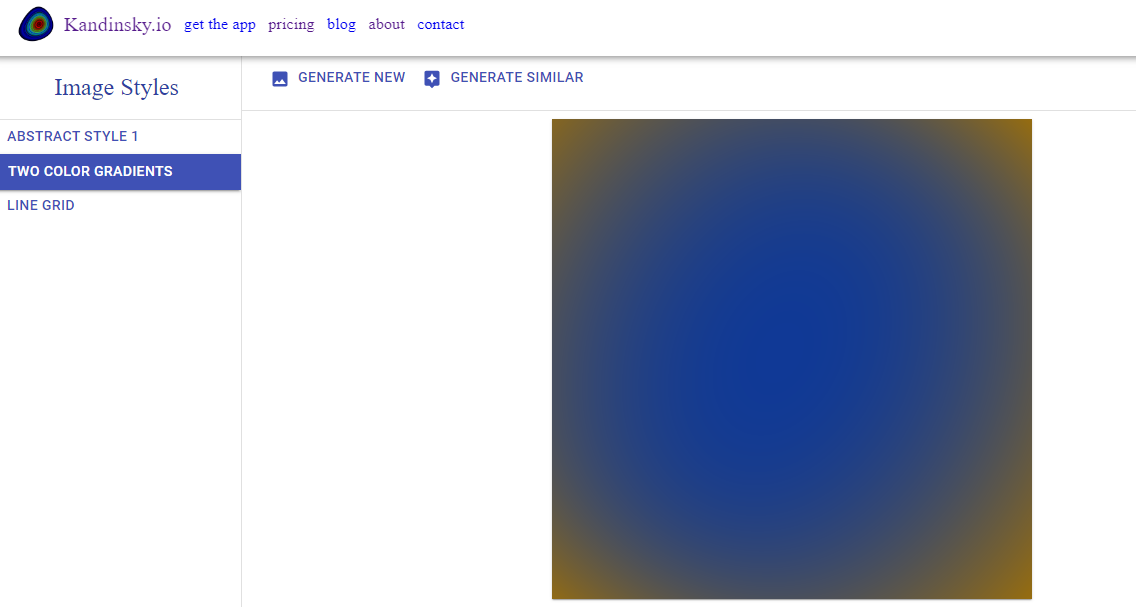 Kandinsky.io get the app pricing blog about contact
Image Styles
GENERATE NEW GENERATE SIMILAR
ABSTRACT STYLE 1
TWO COLOR GRADIENTS
LINE GRID